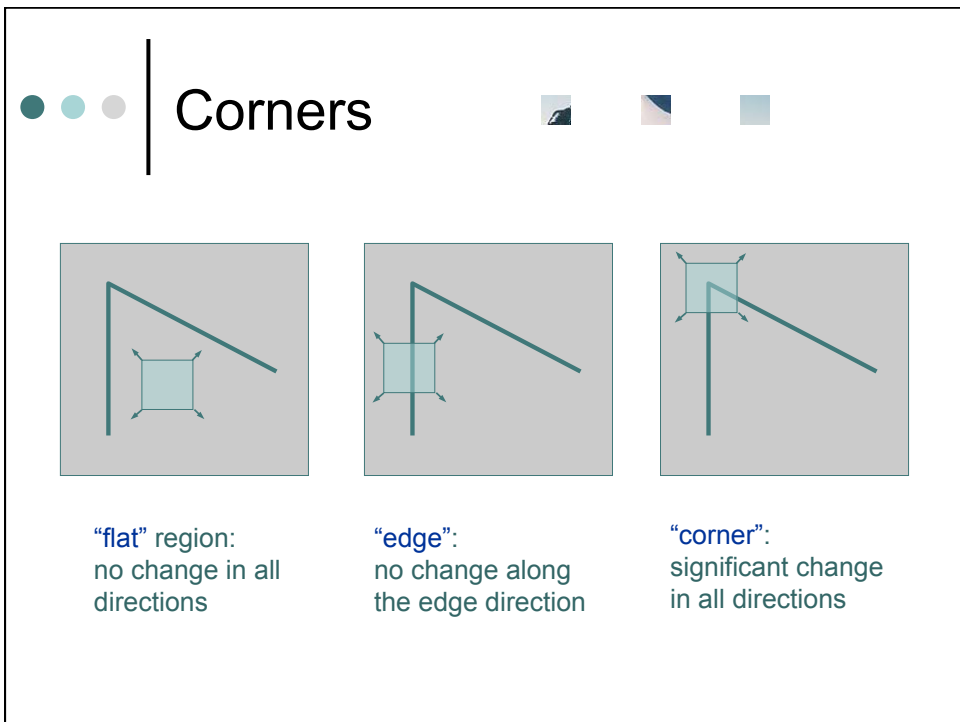 Corners
“flat” region:
no change in all
directions
“edge”:
no change along
the edge direction
“corner”:
significant change
in all directions